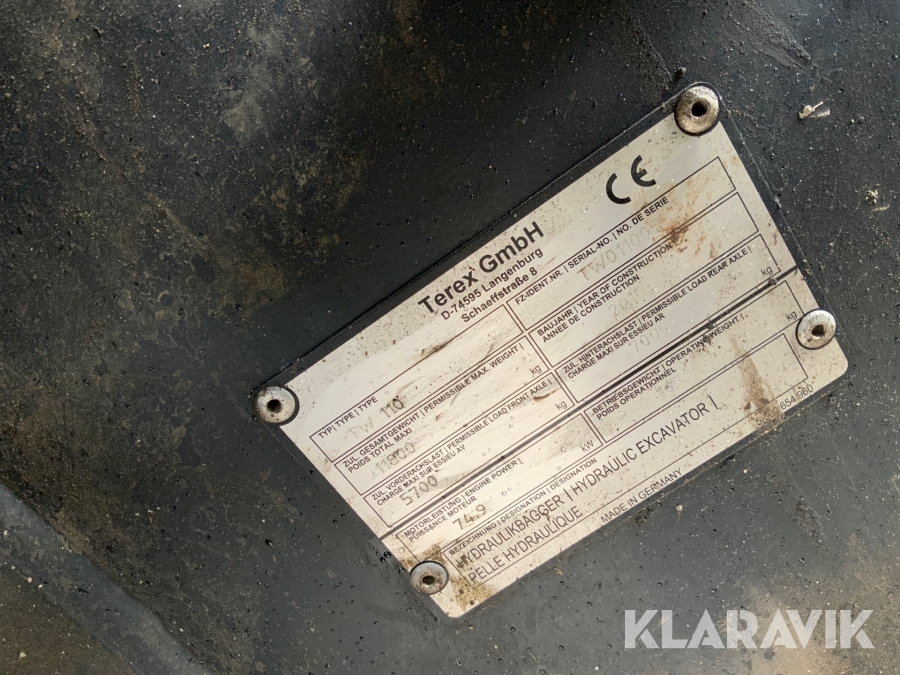 Terex GmbH
D-74595 Langenburg
Schaeffstraße 8
CE
TYP | TYPE | TYPE
TW 110
FZ-IDENT.NR. | SERIAL-NO. | NO. DE SERIE
ZUL. GESAMTGEWICHT | PERMISSIBLE MAX. WEIGHT |
POIDS TOTAL MAXI
11800 kg
BAUJAHR | YEAR OF CONSTRUCTION
ANNEE DE CONSTRUCTION
ZUL VORDERACHSLAST | PERMISSIBLE LOAD FRONT AXLE |
CHARGE MAXI SUR ESSIEU AV
5700 kg
ZUL. HINTERACHSLAST | PERMISSIBLE LOAD REAR AXLE |
CHARGE MAXI SUR ESSIEU AR
kg
MOTORLEISTUNG | ENGINE POWER |
PUISSANCE MOTEUR
74.9 kW
BETRIEBSGEWICHT | OPERATING WEIGHT |
POIDS OPERATIONNEL
kg
BEZEICHNUNG | DESIGNATION | DESIGNATION
HYDRAULIKBAGGER | HYDRAULIC EXCAVATOR |
PELLE HYDRAULIQUE
MADE IN GERMANY
KLARAVIK